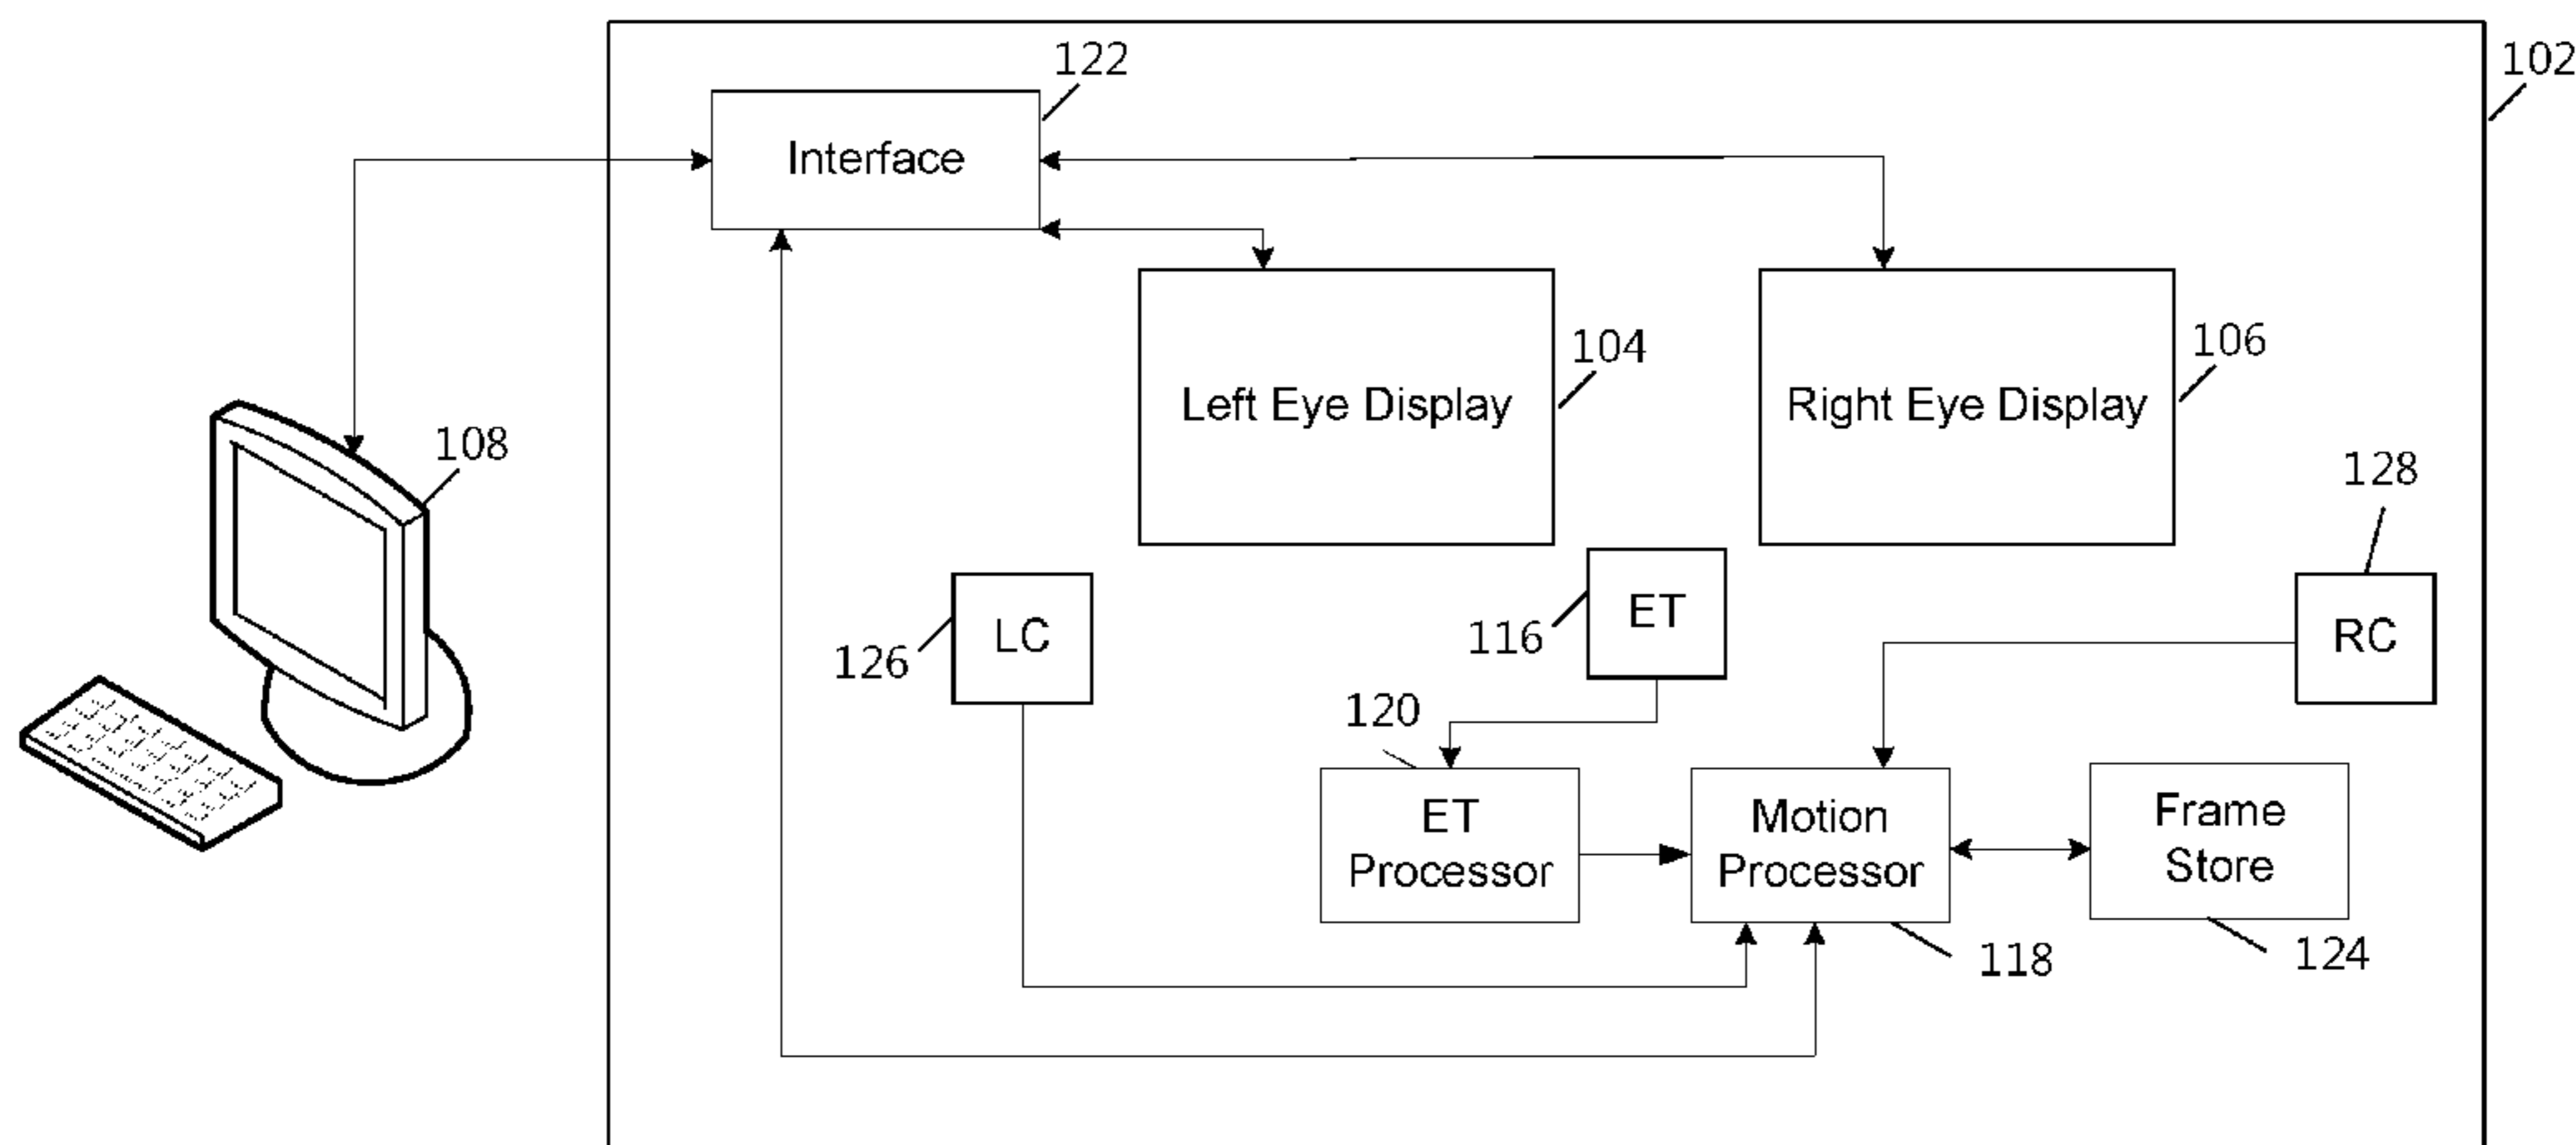 122
102
Interface
104
106
Left Eye Display
Right Eye Display
108
128
116
ET
126
LC
RC
120
ET
Processor
Motion
Processor
Frame
Store
118
124